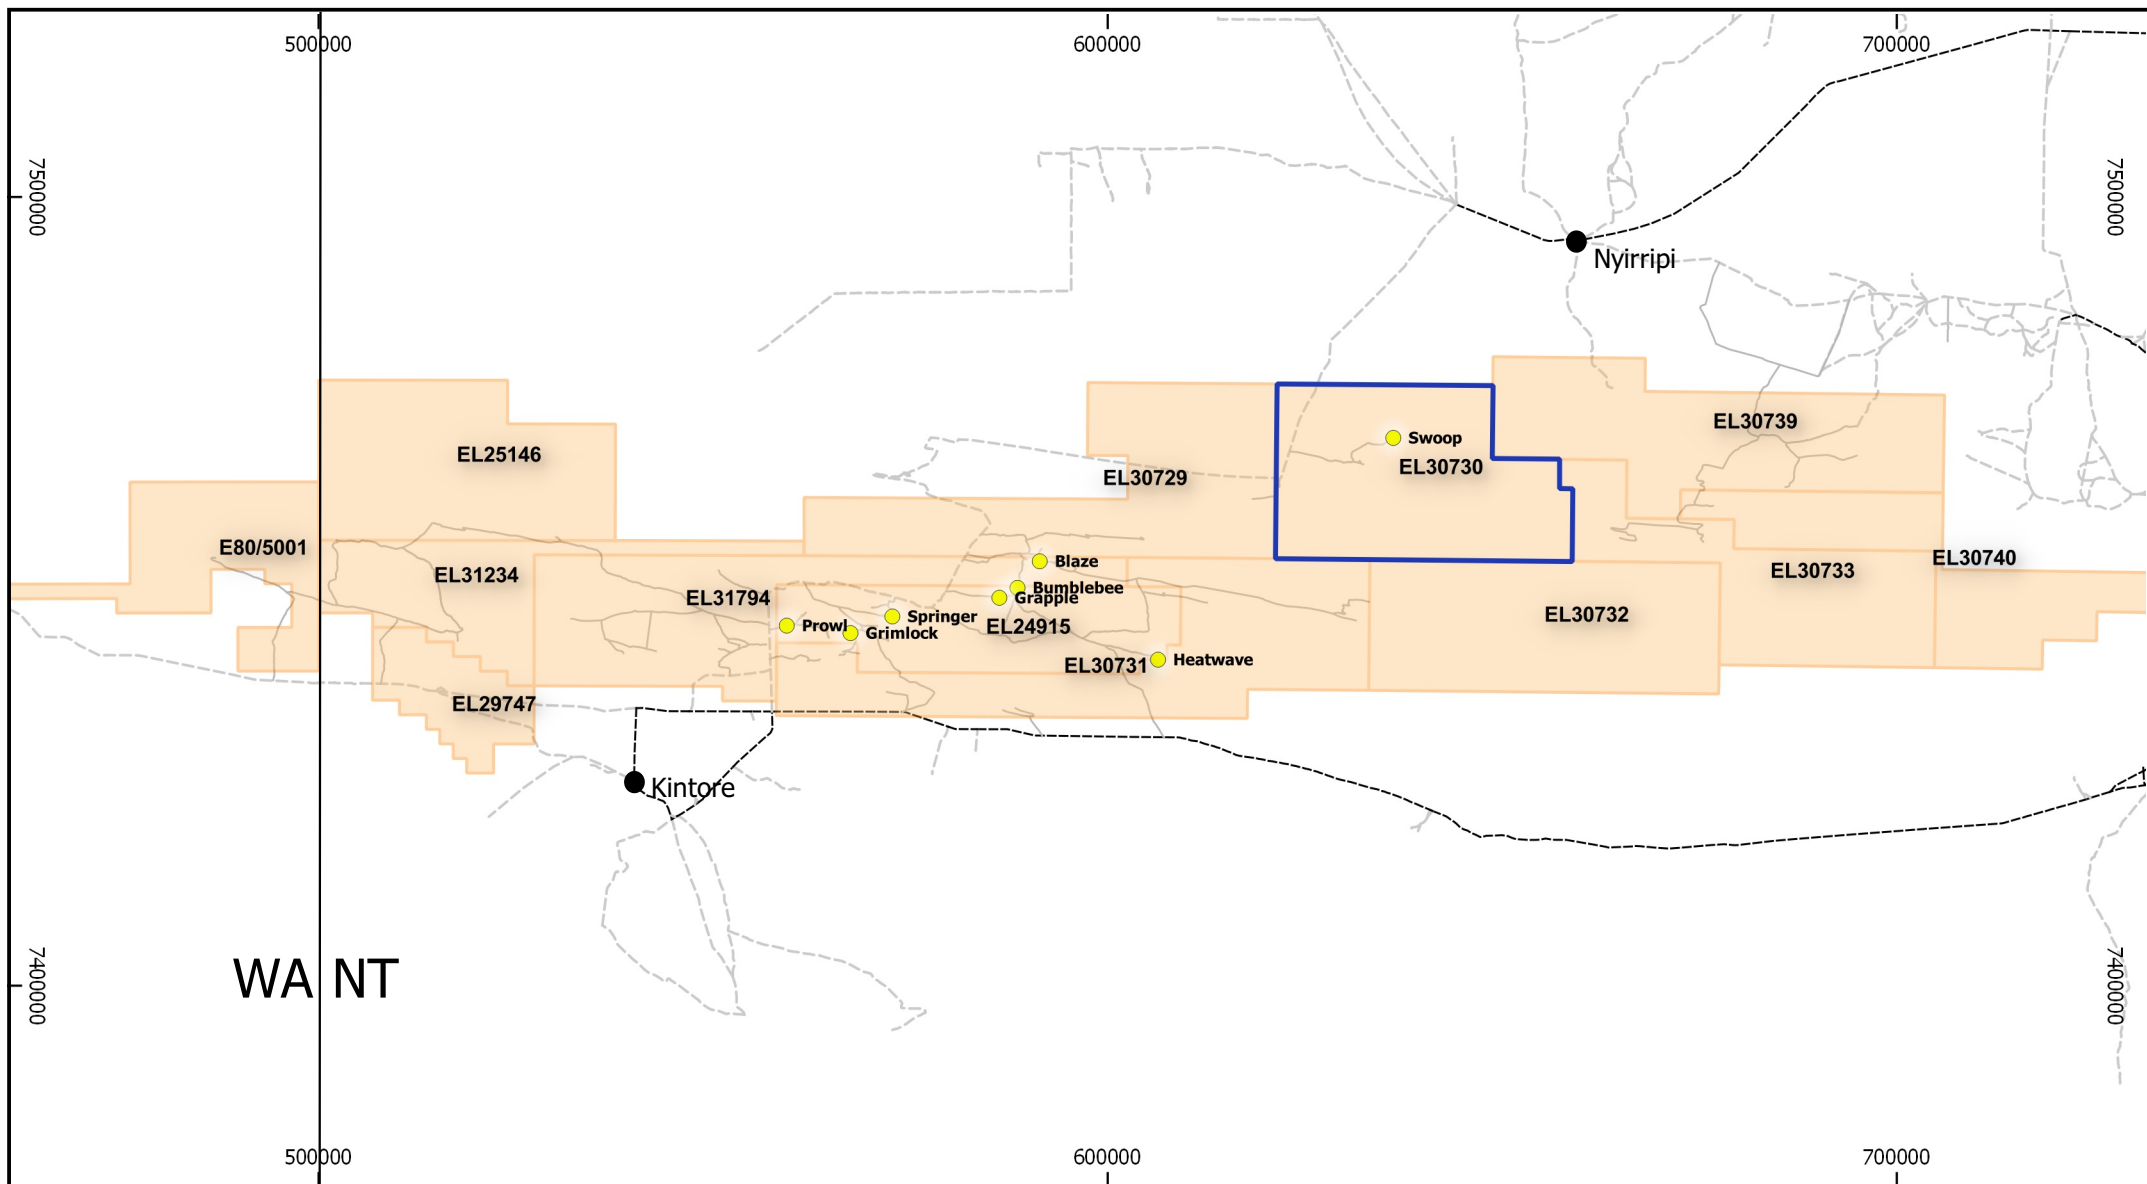 500000
600000
700000
7500000
7500000
Nyirripi
EL30739
EL25146
Swoop
EL30730
EL30729
E80/5001
EL31234
Blaze
EL30740
EL30733
Bumblebee
Grapple
EL31794
Springer
EL30732
Prowl
Grimlock
EL24915
EL30731
Heatwave
EL29747
Kintore
WA NT
7400000
7400000
500000
600000
700000